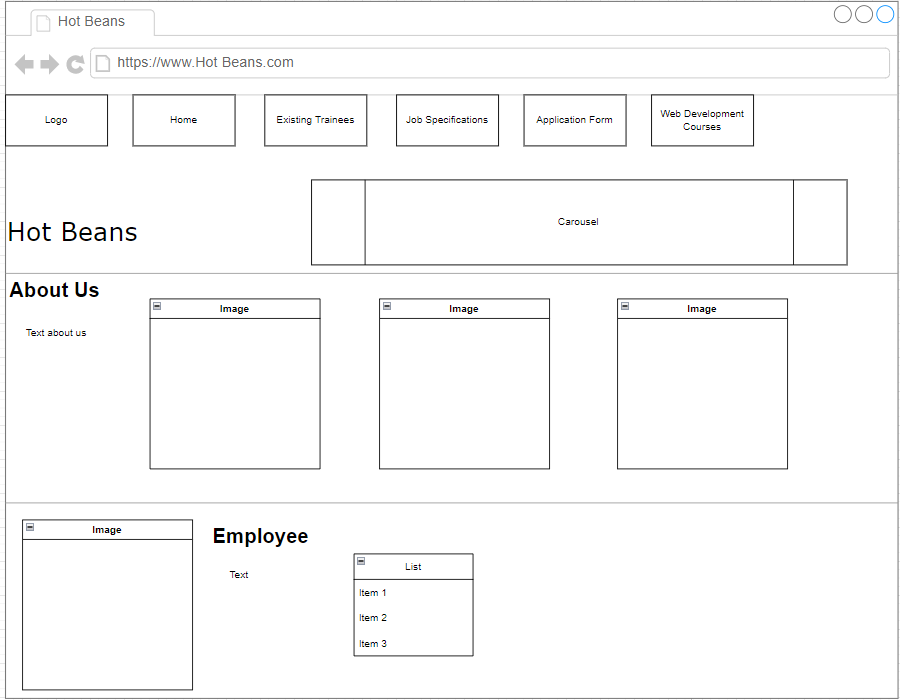 Hot Beans
https://www.Hot Beans.com
Logo
Home
Existing Trainees
Job Specifications
Application Form
Web Development
Courses
Carousel
Hot Beans
About Us
Text about us
Image
Image
Image
Image
Employee
Text
List
Item 1
Item 2
Item 3